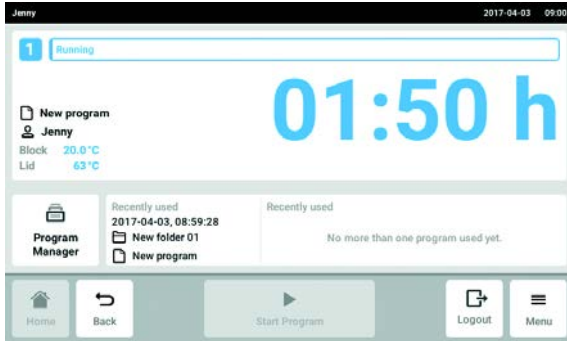 Jenny 2017-04-03 09:00
1 Running
01:50 h
New program
Jenny
Block 20.0°C
Lid 63°C
Program Manager
Recently used
2017-04-03, 08:59:28
New folder 01
New program
Recently used
No more than one program used yet.
Home
Back
Start Program
Logout
Menu